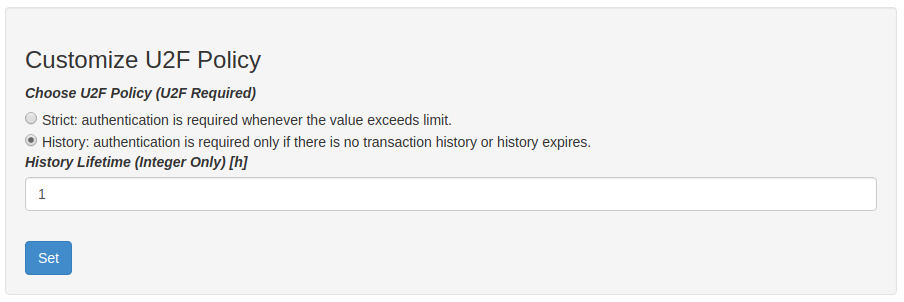 Customize U2F Policy
Choose U2F Policy (U2F Required)
Strict: authentication is required whenever the value exceeds limit.
History: authentication is required only if there is no transaction history or history expires.
History Lifetime (Integer Only) [h]
1
Set